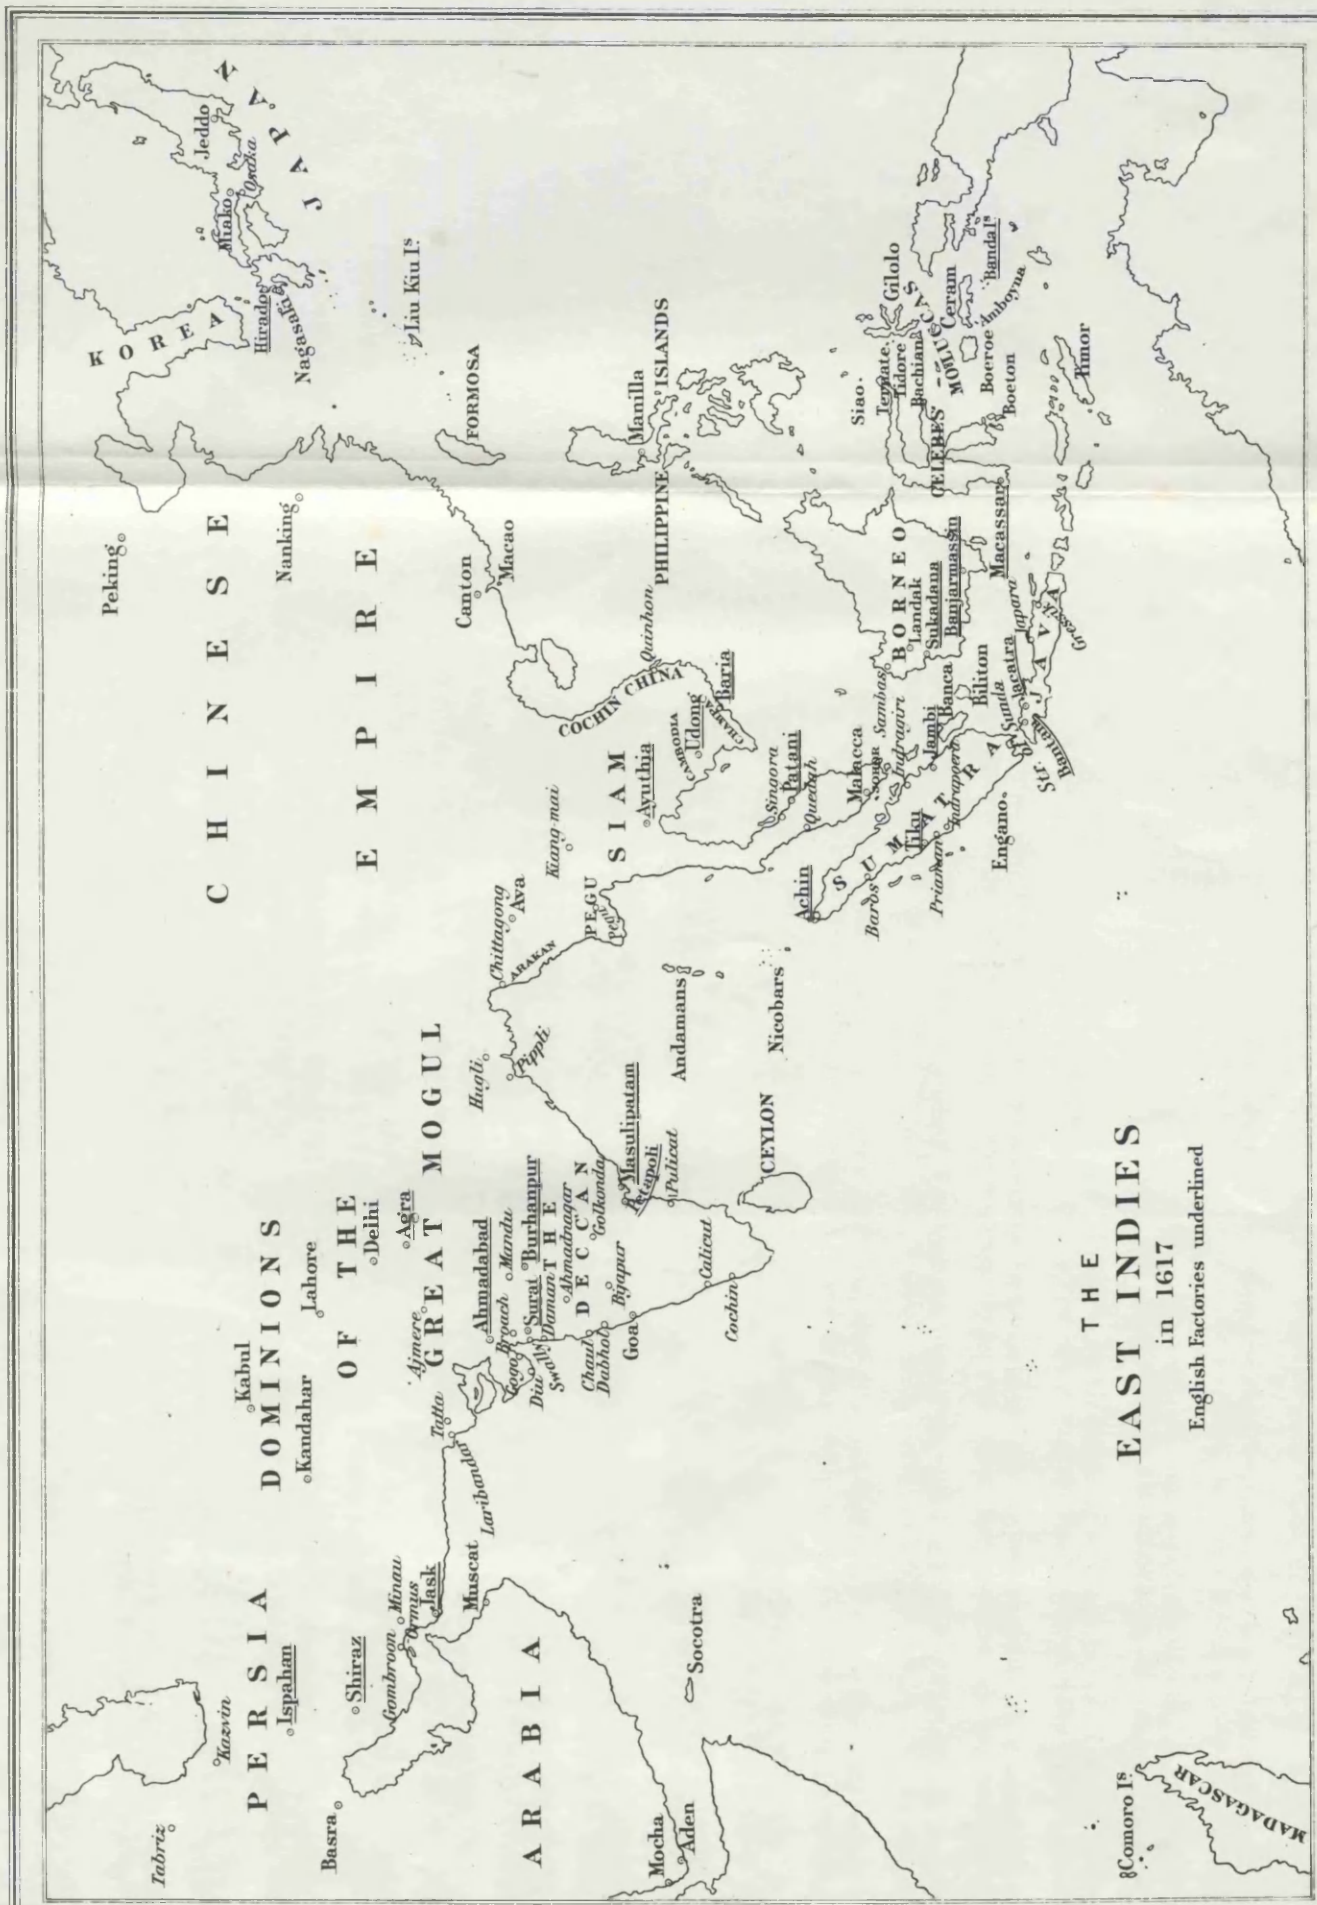 THE
EAST INDIES
in 1617
English Factories underlined
Tabriz
Kazvin
PERSIA
Ispahan
Basra
Shiraz
Gombroon
Minau
Ormus
Jask
Muscat
ARABIA
Mocha
Aden
Socotra
Comoro Is.
MADAGASCAR
Kabul
DOMINIONS
Kandahar
Lahore
OF THE
Delhi
Agra
GREAT MOGUL
Ajmere
Tatta
Laribandar
Ahmadabad
Broach
Mandu
Gogo
Diu
Swally
Surat
Burhanpur
Daman
THE
Ahmadnagar
DECCAN
Golkonda
Chaul
Dabhol
Bijapur
Goa
Masulipatam
Petapoli
Pulicat
Calicut
Cochin
CEYLON
Hugli
Pippli
Chittagong
Ava
ARAKAN
PEGU
Pegu
Andamans
Nicobars
Kiang-mai
SIAM
Ayuthia
CAMBODIA
Udong
CHAMPA
Baria
COCHIN CHINA
Quinhon
Singora
Patani
Quedah
Malacca
JOHOR
Achin
SUMATRA
Baros
Tiku
Priaman
Indrapoera
Indragiri
Jambi
Engano
Banca
Biliton
Str. of Sunda
Bantam
Jacatra
JAVA
Japara
Gressik
BORNEO
Sambas
Landak
Sukadana
Banjarmassin
Macassar
CELEBES
Boeton
Timor
Siao
Ternate
Tidore
Bachian
Gilolo
MOLUCCAS
Ceram
Boeroe
Amboyna
Banda Is.
PHILIPPINE ISLANDS
Manilla
FORMOSA
Liu Kiu Is.
CHINESE
EMPIRE
Peking
Nanking
Canton
Macao
KOREA
JAPAN
Jeddo
Miako
Osaka
Hirado
Nagasaki